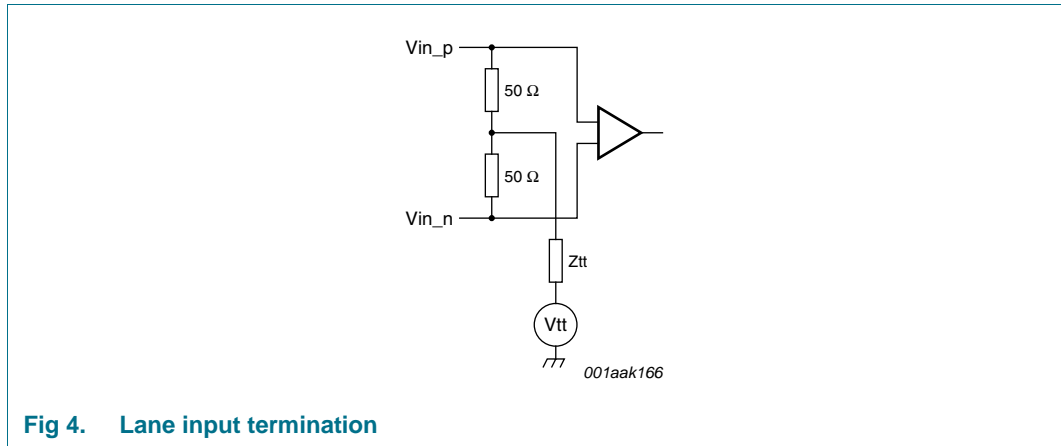 Vin_p
50 Ω
50 Ω
Vin_n
Ztt
Vtt
001aak166
Fig 4. Lane input termination